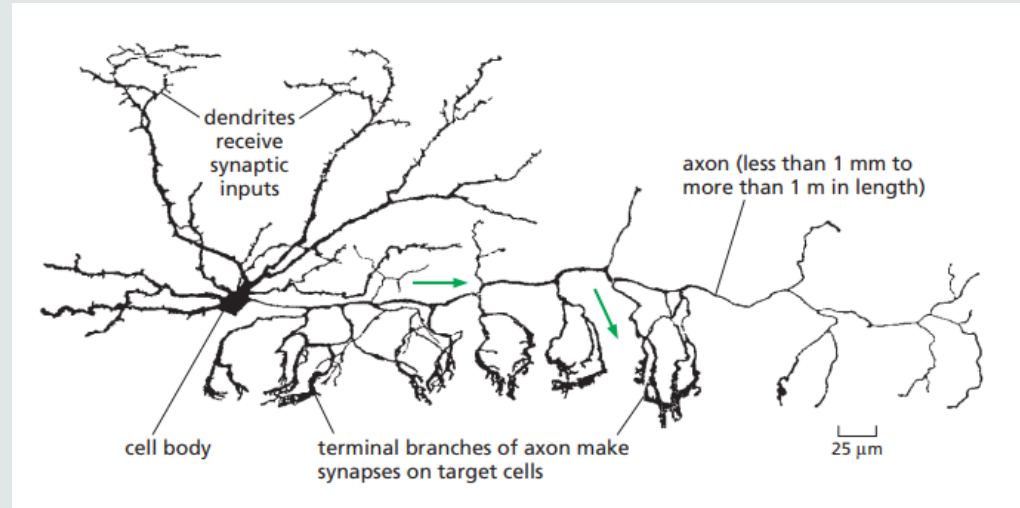 dendrites
receive
synaptic
inputs
axon (less than 1 mm to
more than 1 m in length)
cell body
terminal branches of axon make
synapses on target cells
25 μm